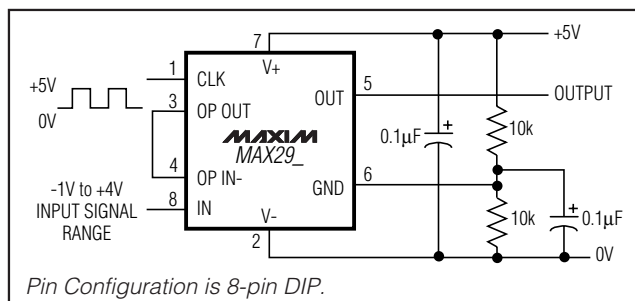 7
+5V
V+
1
CLK
+5V
0V
3
OP OUT
OUT
5
OUTPUT
MAXIM
MAX29_
0.1µF
+
10k
4
OP IN-
6
GND
-1V to +4V
INPUT SIGNAL
RANGE
8
IN
V-
2
10k
+
0.1µF
0V
Pin Configuration is 8-pin DIP.